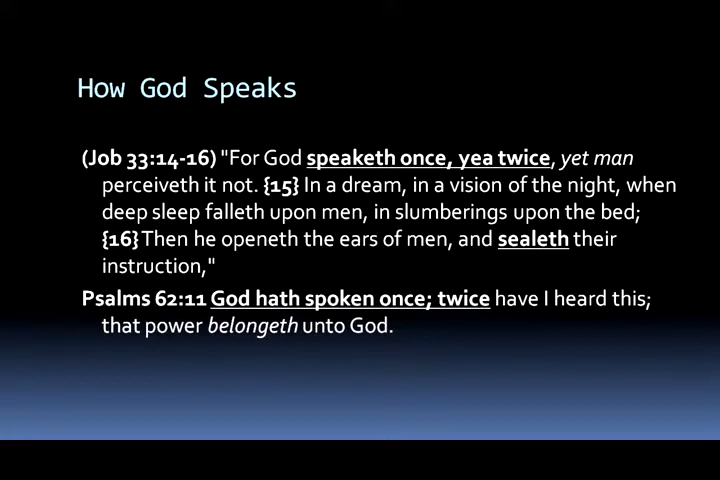 How God Speaks
(Job 33:14-16) "For God speaketh once, yea twice, yet man
perceiveth it not. {15} In a dream, in a vision of the night, when
deep sleep falleth upon men, in slumberings upon the bed;
{16} Then he openeth the ears of men, and sealeth their
instruction,"
Psalms 62:11 God hath spoken once; twice have I heard this;
that power belongeth unto God.